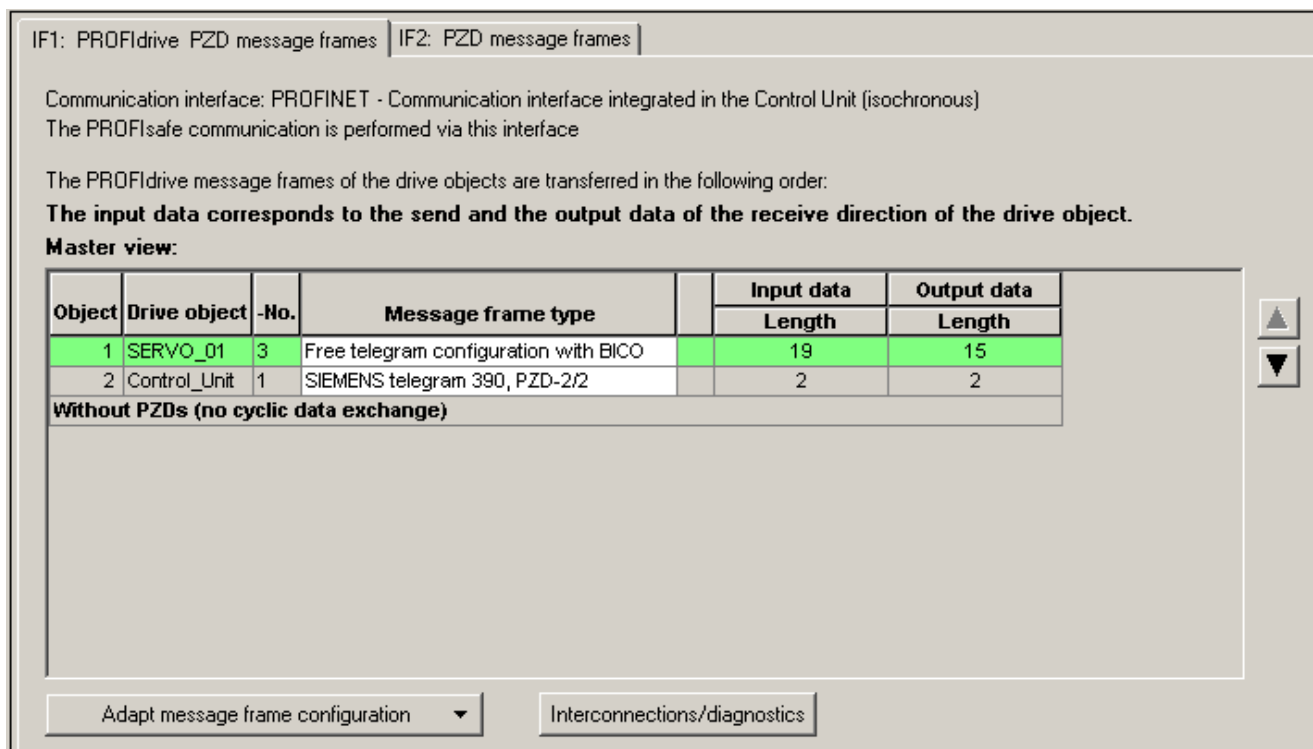 IF1: PROFIdrive PZD message frames IF2: PZD message frames
Communication interface: PROFINET - Communication interface integrated in the Control Unit (isochronous)
The PROFIsafe communication is performed via this interface
The PROFIdrive message frames of the drive objects are transferred in the following order:
The input data corresponds to the send and the output data of the receive direction of the drive object.
Master view:
Object Drive object -No. Message frame type Input data Output data
Length Length
1 SERVO_01 3 Free telegram configuration with BICO 19 15
2 Control_Unit 1 SIEMENS telegram 390, PZD-2/2 2 2
Without PZDs (no cyclic data exchange)
Adapt message frame configuration Interconnections/diagnostics